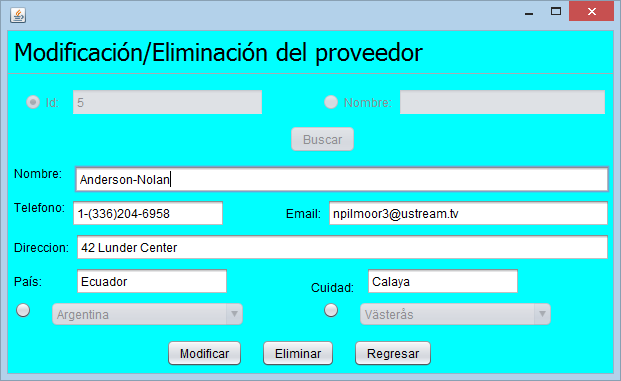 Modificación/Eliminación del proveedor
Id: 5 Nombre:
Buscar
Nombre: Anderson-Nolan
Telefono: 1-(336)204-6958 Email: npilmoor3@ustream.tv
Direccion: 42 Lunder Center
País: Ecuador Cuidad: Calaya
Argentina Västerås
Modificar Eliminar Regresar